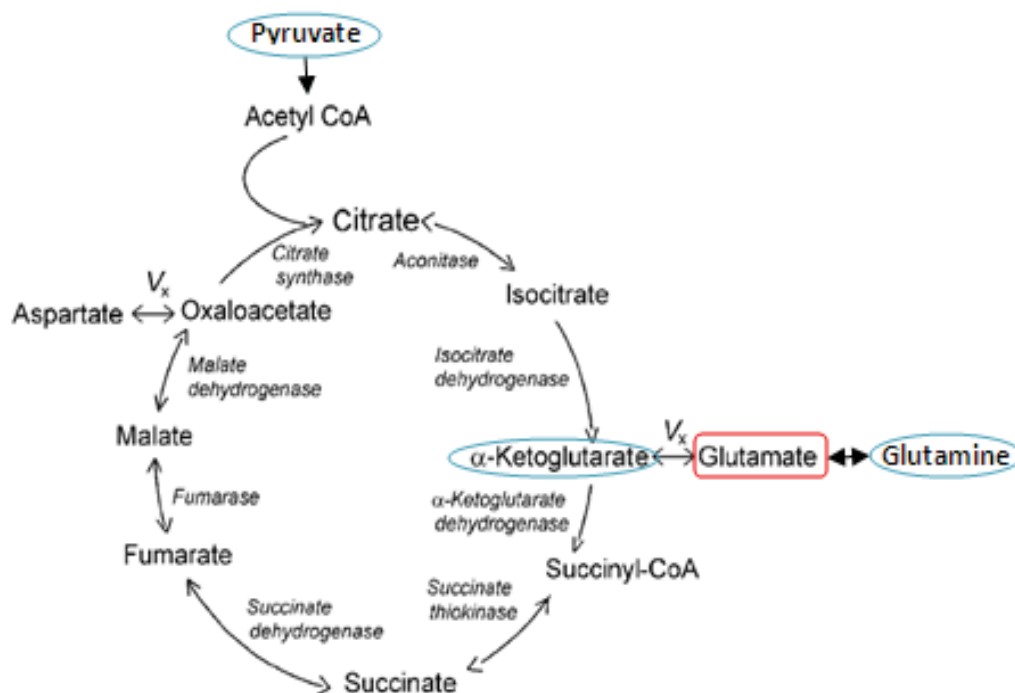 Pyruvate
Acetyl CoA
Citrate
Citrate
synthase
Aconitase
Isocitrate
Vx
Aspartate
Oxaloacetate
Malate
dehydrogenase
Isocitrate
dehydrogenase
Malate
Vx
α-Ketoglutarate
Glutamate
Glutamine
Fumarase
α-Ketoglutarate
dehydrogenase
Fumarate
Succinyl-CoA
Succinate
thiokinase
Succinate
dehydrogenase
Succinate